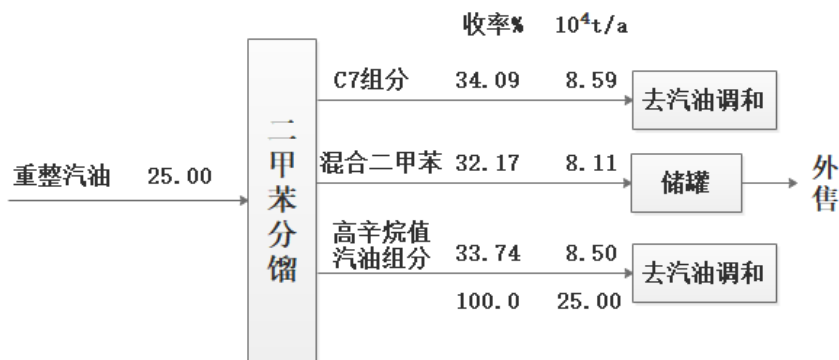 收率% 10⁴t/a
C7组分 34.09 8.59 去汽油调和
二甲苯分馏
混合二甲苯 32.17 8.11 储罐 外售
重整汽油 25.00
高辛烷值
汽油组分 33.74 8.50 去汽油调和
100.0 25.00